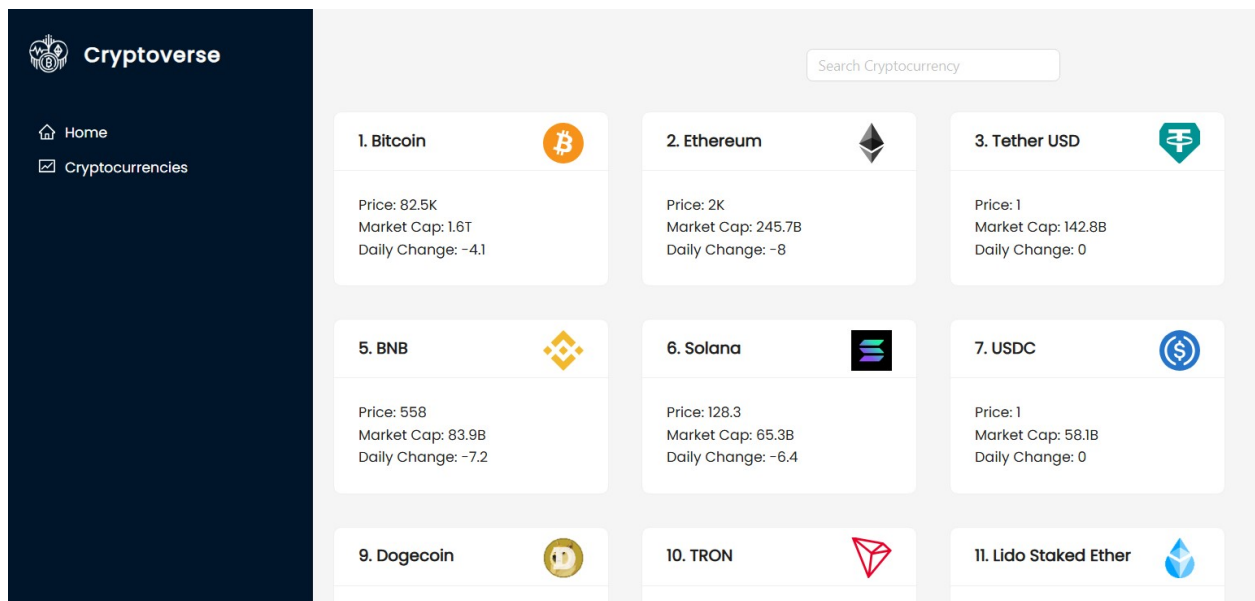 Cryptoverse
Search Cryptocurrency
Home
Cryptocurrencies
1. Bitcoin
Price: 82.5K
Market Cap: 1.6T
Daily Change: -4.1
2. Ethereum
Price: 2K
Market Cap: 245.7B
Daily Change: -8
3. Tether USD
Price: 1
Market Cap: 142.8B
Daily Change: 0
5. BNB
Price: 558
Market Cap: 83.9B
Daily Change: -7.2
6. Solana
Price: 128.3
Market Cap: 65.3B
Daily Change: -6.4
7. USDC
Price: 1
Market Cap: 58.1B
Daily Change: 0
9. Dogecoin
10. TRON
11. Lido Staked Ether